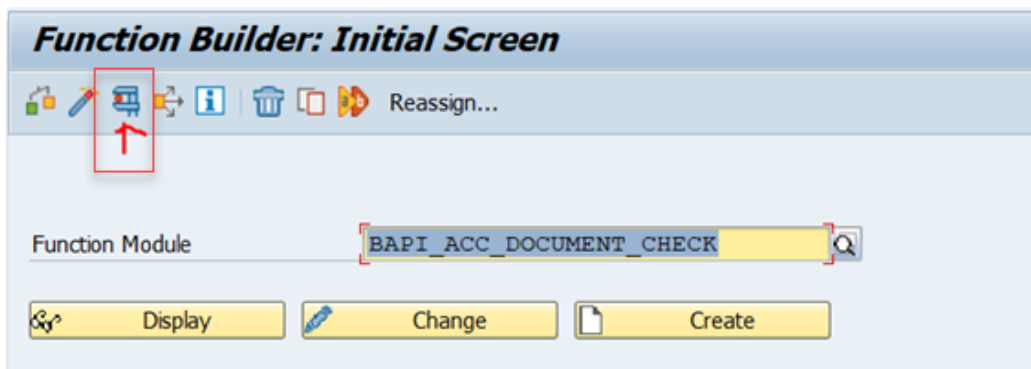 Function Builder: Initial Screen
Reassign...
Function Module BAPI_ACC_DOCUMENT_CHECK
Display Change Create